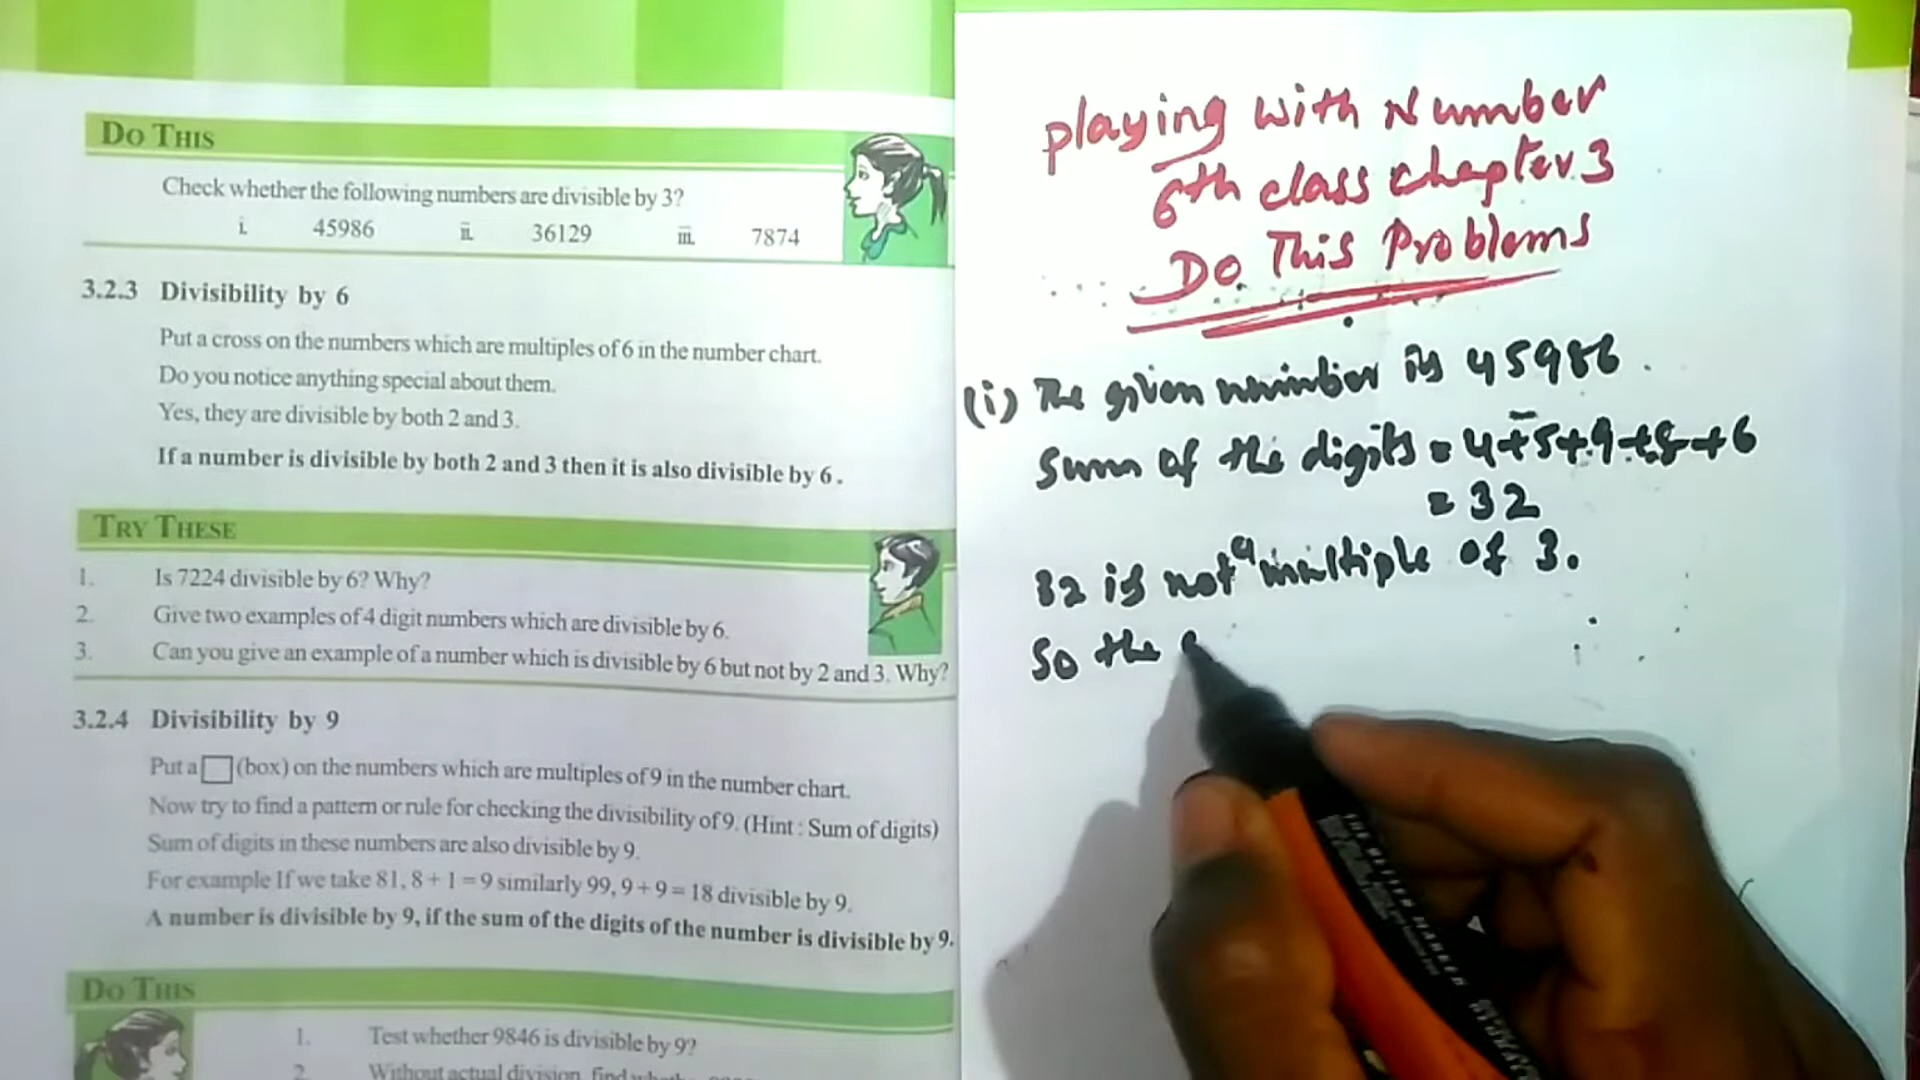 DO THIS
Check whether the following numbers are divisible by 3?
i. 45986 ii. 36129 iii. 7874
3.2.3 Divisibility by 6
Put a cross on the numbers which are multiples of 6 in the number chart.
Do you notice anything special about them.
Yes, they are divisible by both 2 and 3.
If a number is divisible by both 2 and 3 then it is also divisible by 6.
TRY THESE
1. Is 7224 divisible by 6? Why?
2. Give two examples of 4 digit numbers which are divisible by 6.
3. Can you give an example of a number which is divisible by 6 but not by 2 and 3. Why?
3.2.4 Divisibility by 9
Put a (box) on the numbers which are multiples of 9 in the number chart.
Now try to find a pattern or rule for checking the divisibility of 9. (Hint : Sum of digits)
Sum of digits in these numbers are also divisible by 9.
For example If we take 81, 8 + 1 = 9 similarly 99, 9 + 9 = 18 divisible by 9.
A number is divisible by 9, if the sum of the digits of the number is divisible by 9.
DO THIS
1. Test whether 9846 is divisible by 9?
2. Without actual division, find
playing with Number
6th class chapter 3
Do This Problems
(i) The given number is 45986.
Sum of the digits = 4+5+9+8+6
= 32
32 is not a multiple of 3.
So the
THE BETTER MARKER